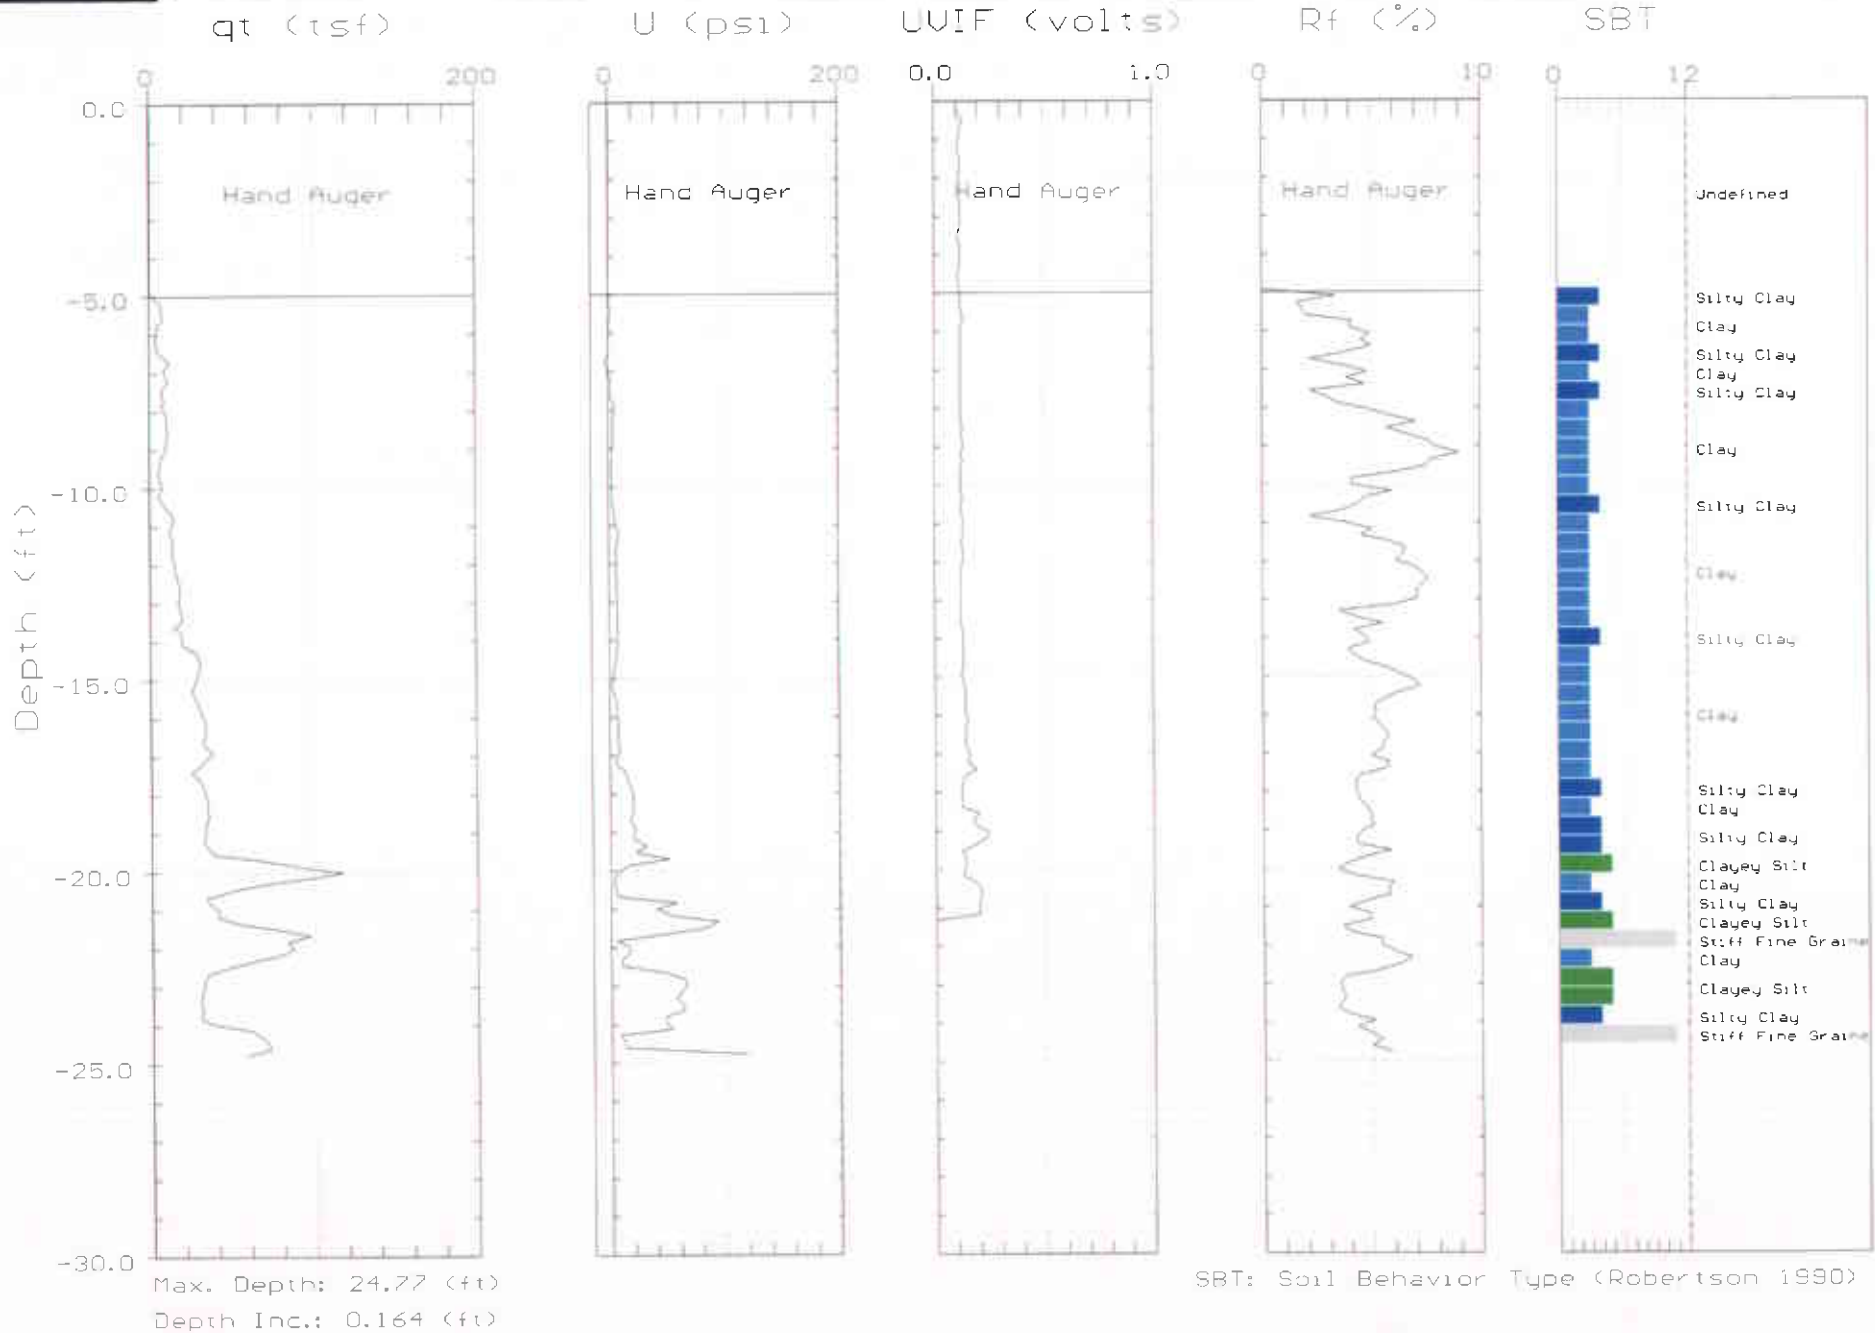 qt (tsf)
U (psi)
UVIF (volts)
Rf (%)
SBT
0
200
0
200
0.0
1.0
0
10
0
12
0.0
-5.0
-10.0
-15.0
-20.0
-25.0
-30.0
Depth (ft)
Hand Auger
Hand Auger
Hand Auger
Hand Auger
Undefined
Silty Clay
Clay
Silty Clay
Clay
Silty Clay
Clay
Silty Clay
Clay
Silty Clay
Clay
Silty Clay
Clay
Silty Clay
Clayey Silt
Clay
Silty Clay
Clayey Silt
Stiff Fine Graine
Clay
Clayey Silt
Silty Clay
Stiff Fine Graine
Max. Depth: 24.77 (ft)
Depth Inc.: 0.164 (ft)
SBT: Soil Behavior Type (Robertson 1990)